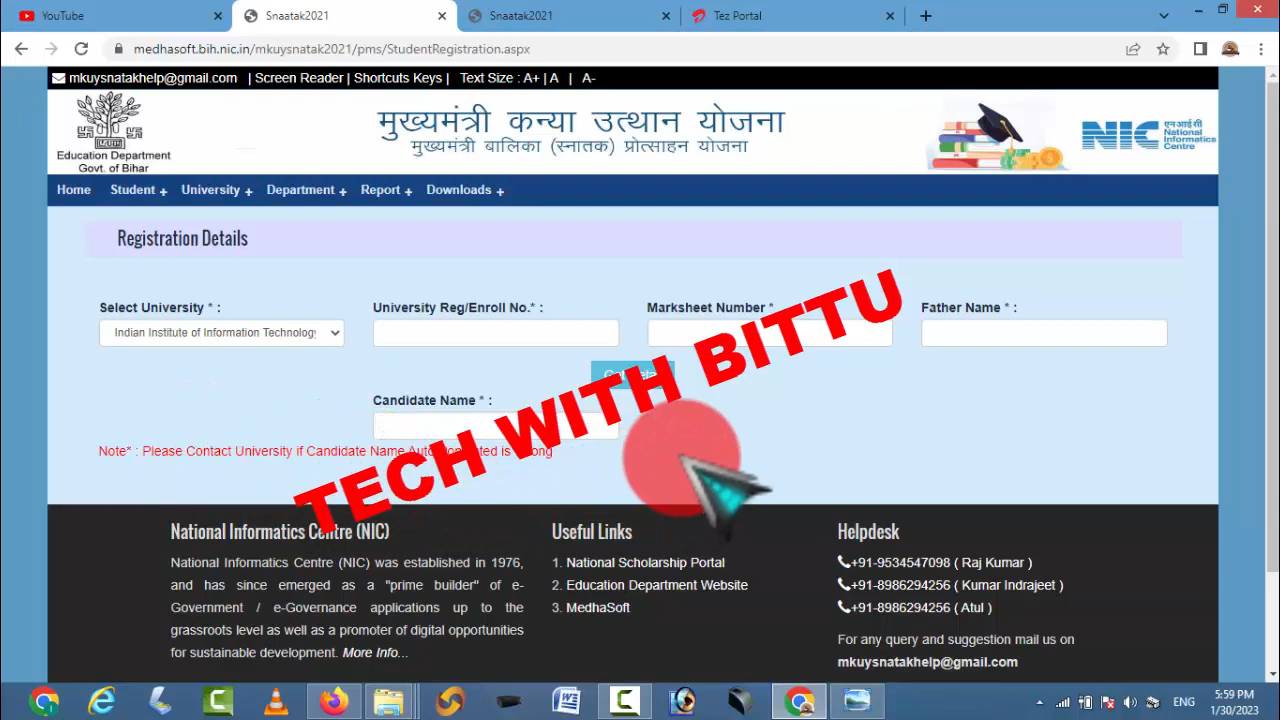 YouTube
Snaatak2021
Snaatak2021
Tez Portal
medhasoft.bih.nic.in/mkuysnatak2021/pms/StudentRegistration.aspx
mkuysnatakhelp@gmail.com | Screen Reader | Shortcuts Keys | Text Size : A+ | A | A-
Education Department
Govt. of Bihar
मुख्यमंत्री कन्या उत्थान योजना
मुख्यमंत्री बालिका (स्नातक) प्रोत्साहन योजना
NIC एन आई सी
National
Informatics
Centre
Home Student + University + Department + Report + Downloads +
Registration Details
Select University * : University Reg/Enroll No.* : Marksheet Number * Father Name * :
Indian Institute of Information Technology
Candidate Name * :
Note* : Please Contact University if Candidate Name
TECH WITH BITTU
National Informatics Centre (NIC)
National Informatics Centre (NIC) was established in 1976,
and has since emerged as a "prime builder" of e-
Government / e-Governance applications up to the
grassroots level as well as a promoter of digital opportunities
for sustainable development. More Info...
Useful Links
1. National Scholarship Portal
2. Education Department Website
3. MedhaSoft
Helpdesk
+91-9534547098 ( Raj Kumar )
+91-8986294256 ( Kumar Indrajeet )
+91-8986294256 ( Atul )
For any query and suggestion mail us on
mkuysnatakhelp@gmail.com
ENG
5:59 PM
1/30/2023